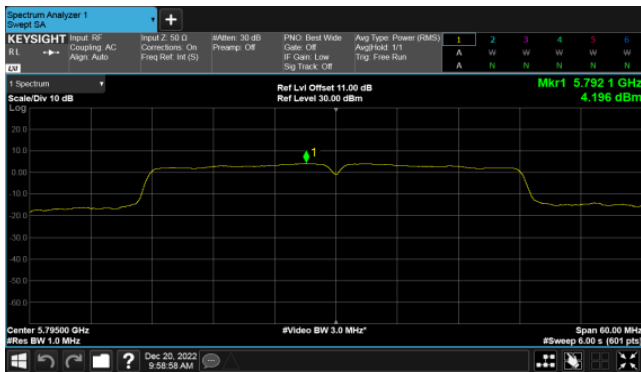 Spectrum Analyzer 1
Swept SA
+
KEYSIGHT Input: RF Input Z: 50 Ω #Atten: 30 dB PNO: Best Wide Avg Type: Power (RMS) 1 2 3 4 5 6
RL Coupling: AC Corrections: On Preamp: Off Gate: Off Avg|Hold: 1/1 A W W W W W
Align: Auto Freq Ref: Int (S) IF Gain: Low Trig: Free Run
LXI Sig Track: Off A N N N N N
1 Spectrum Ref Lvl Offset 11.00 dB Mkr1 5.792 1 GHz
Scale/Div 10 dB Ref Level 30.00 dBm 4.196 dBm
Log
20.0
10.0
1
0.00
-10.0
-20.0
-30.0
-40.0
-50.0
-60.0
Center 5.79500 GHz #Video BW 3.0 MHz* Span 60.00 MHz
#Res BW 1.0 MHz #Sweep 6.00 s (601 pts)
? Dec 20, 2022
9:58:58 AM